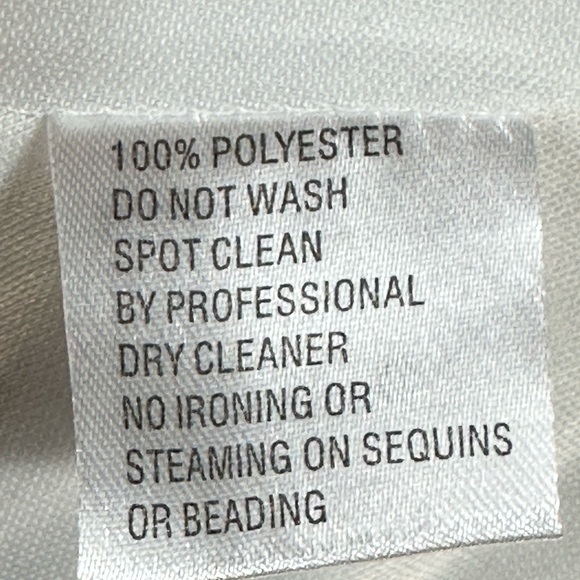 100% POLYESTER
DO NOT WASH
SPOT CLEAN
BY PROFESSIONAL
DRY CLEANER
NO IRONING OR
STEAMING ON SEQUINS
OR BEADING